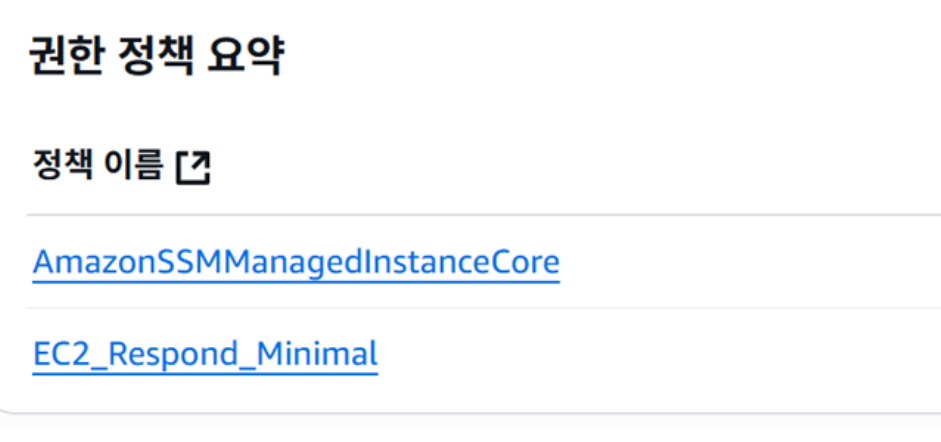 권한 정책 요약
정책 이름
AmazonSSMManagedInstanceCore
EC2_Respond_Minimal